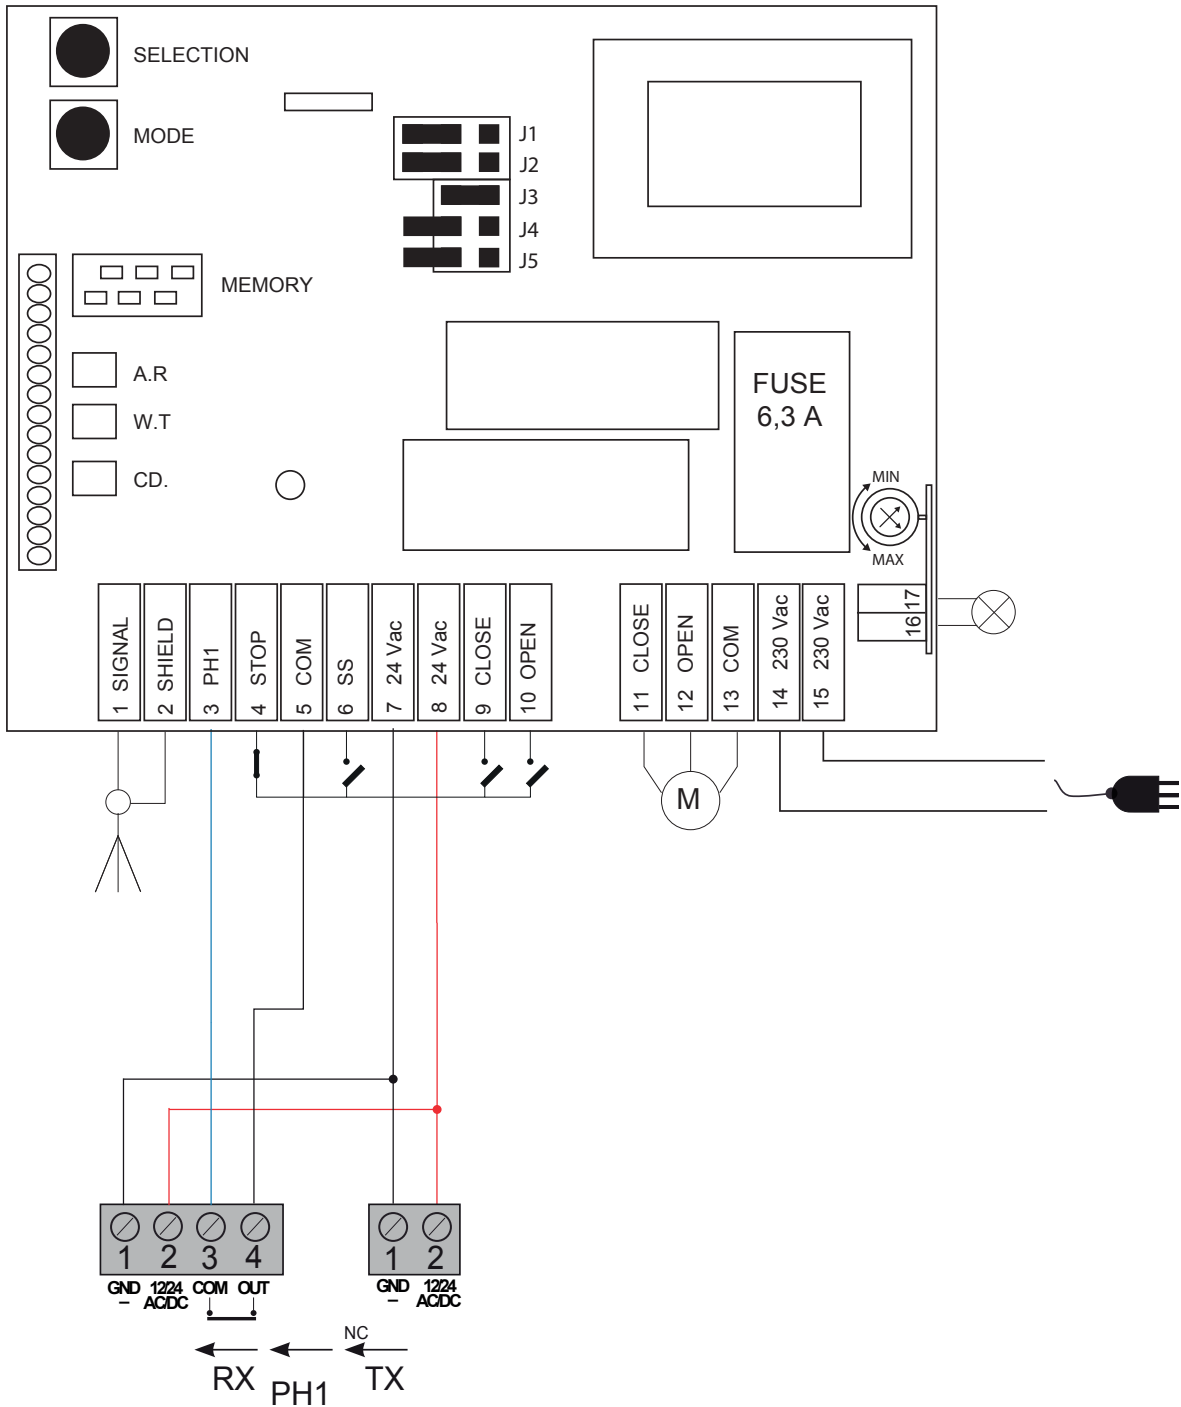 SELECTION
MODE
J1
J2
J3
J4
J5
MEMORY
A.R
W.T
CD.
FUSE
6,3 A
MIN
MAX
1 SIGNAL
2 SHIELD
3 PH1
4 STOP
5 COM
6 SS
7 24 Vac
8 24 Vac
9 CLOSE
10 OPEN
11 CLOSE
12 OPEN
13 COM
14 230 Vac
15 230 Vac
16 17
M
1 2 3 4
GND 12/24 COM OUT
– AC/DC
1 2
GND 12/24
– AC/DC
NC
RX PH1 TX